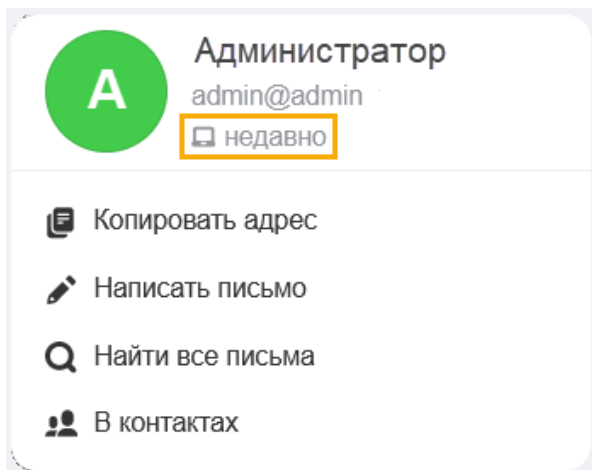 Администратор
A
admin@admin
недавно
Копировать адрес
Написать письмо
Найти все письма
В контактах